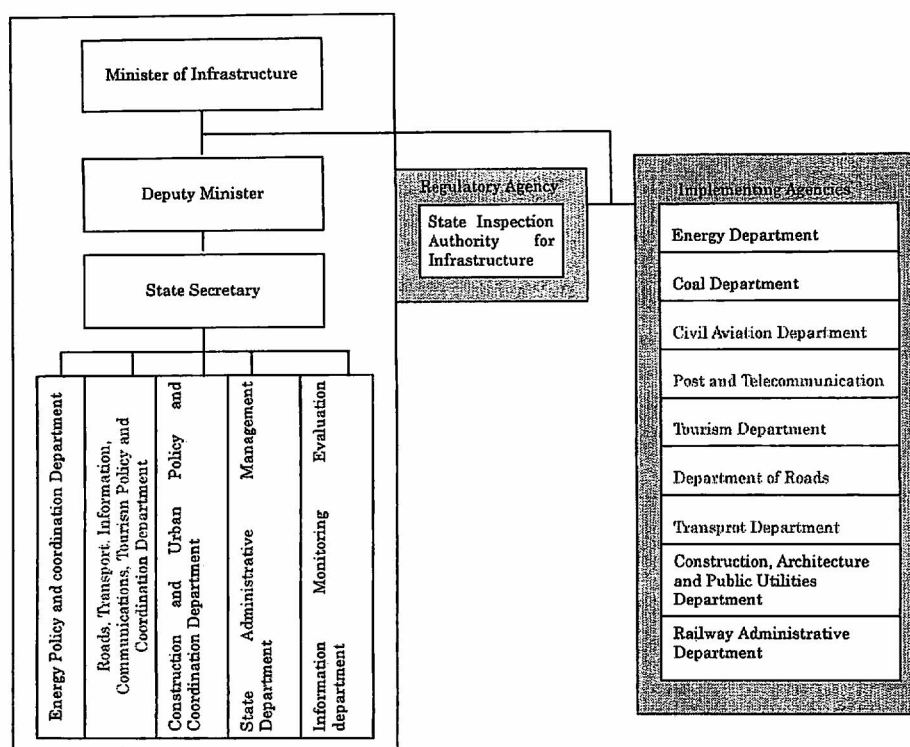 Minister of Infrastructure
Deputy Minister
State Secretary
Energy Policy and coordination Department
Roads, Transport, Information,
Communications, Tourism Policy and
Coordination Department
Construction and Urban Policy and
Coordination Department
State Administrative Management
Department
Information Monitoring Evaluation
department
Regulatory Agency
State Inspection
Authority for
Infrastructure
Implementing Agencies
Energy Department
Coal Department
Civil Aviation Department
Post and Telecommunication
Tourism Department
Department of Roads
Transprot Department
Construction, Architecture
and Public Utilities
Department
Railway Administrative
Department